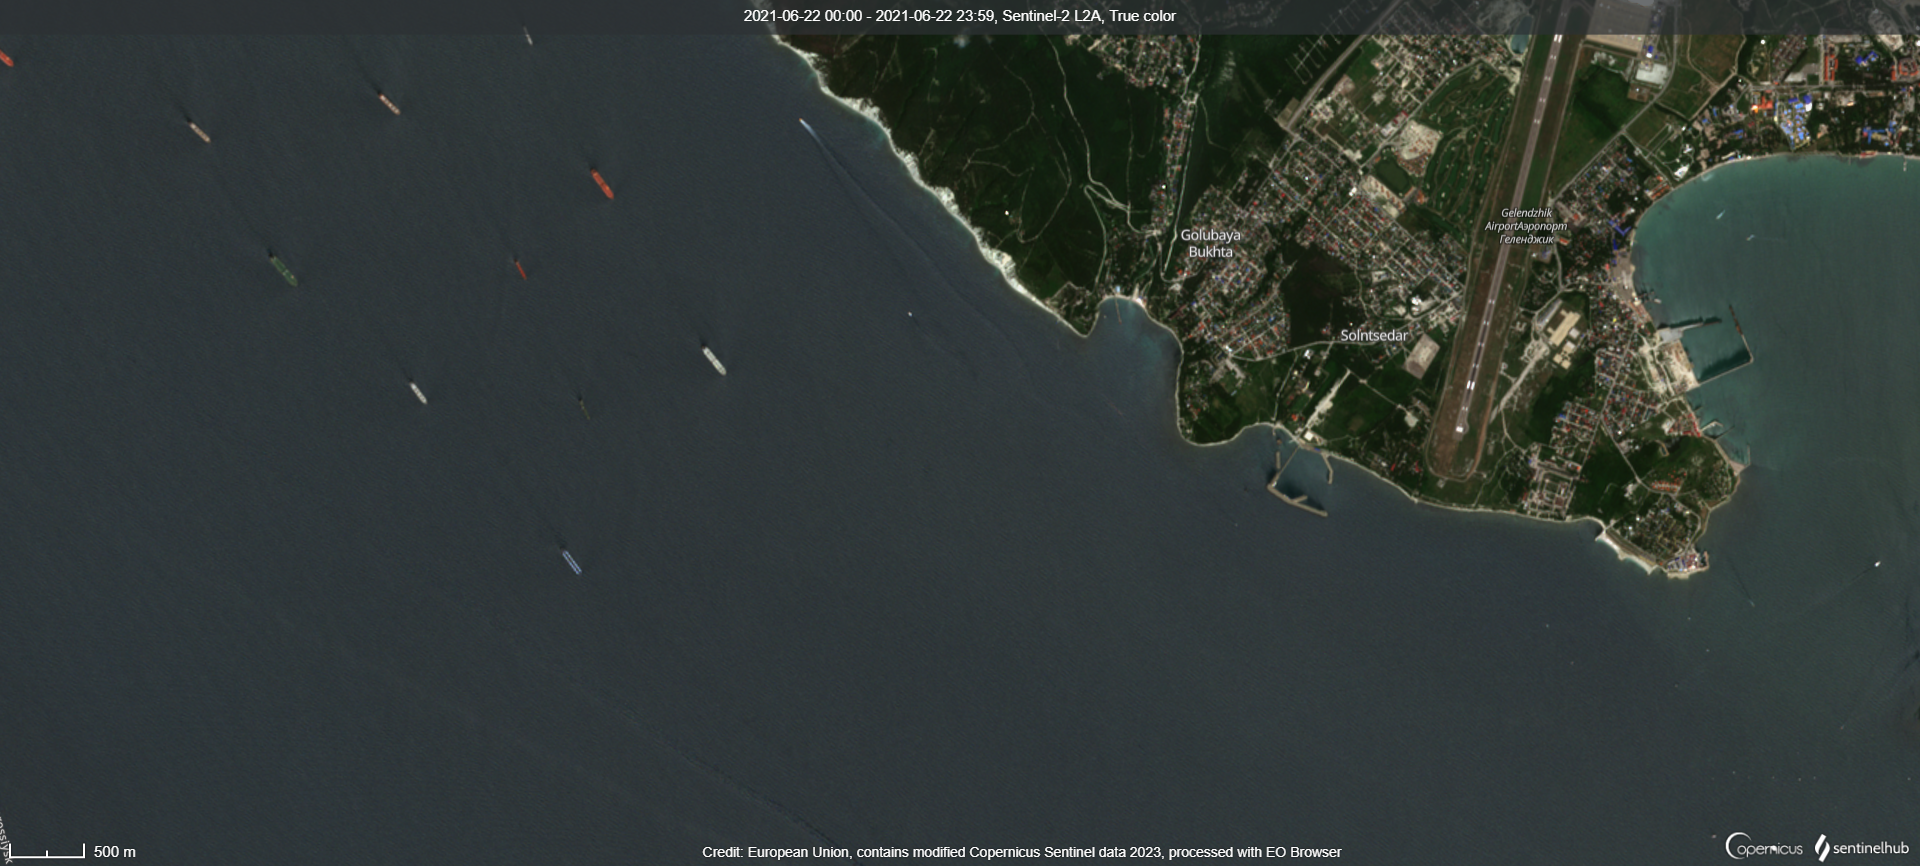 2021-06-22 00:00 - 2021-06-22 23:59, Sentinel-2 L2A, True color
Gelendzhik
AirportАэропорт
Геленджик
Golubaya
Bukhta
Solntsedar
500 m
Credit: European Union, contains modified Copernicus Sentinel data 2023, processed with EO Browser
Copernicus
sentinelhub